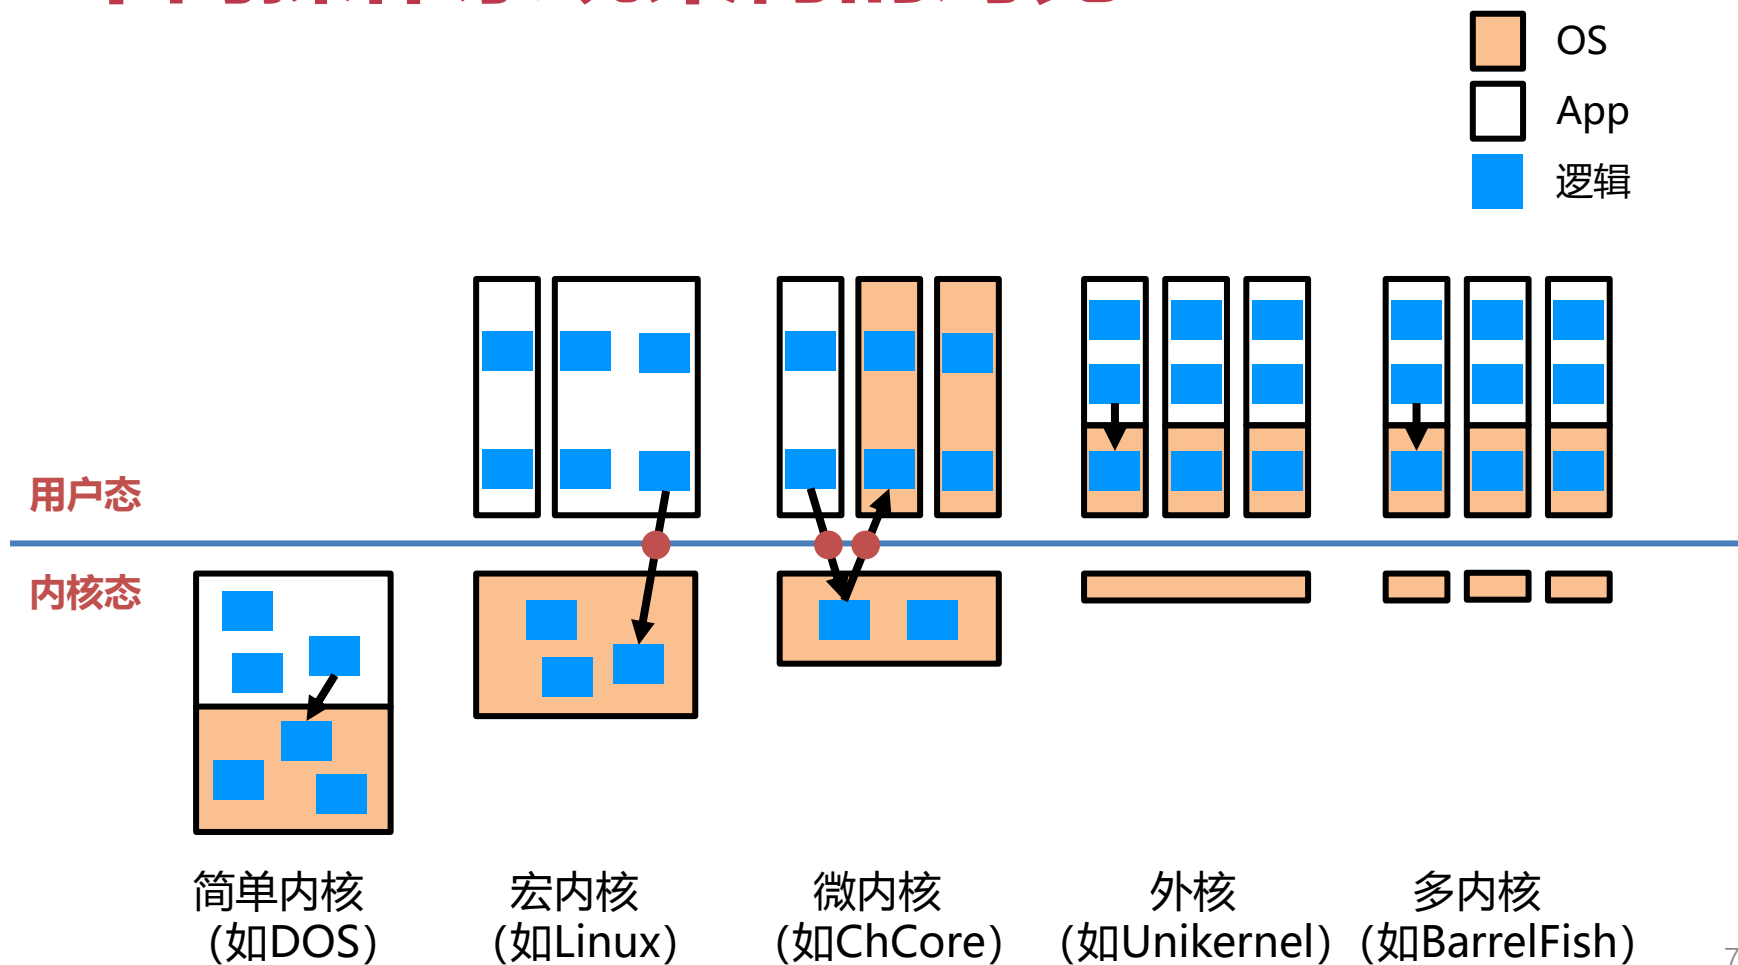 OS
App
逻辑
用户态
内核态
简单内核
（如DOS）
宏内核
（如Linux）
微内核
（如ChCore）
外核
（如Unikernel）
多内核
（如BarrelFish）
7